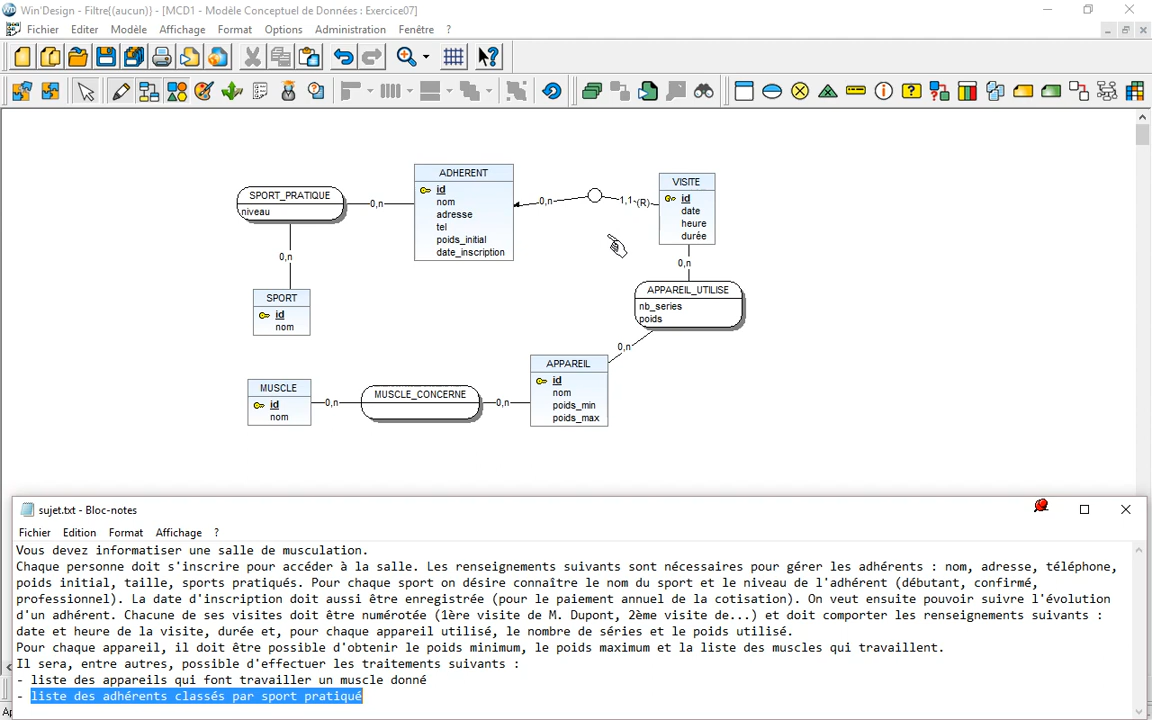 Win'Design - Filtre{(aucun)} - [MCD1 - Modèle Conceptuel de Données : Exercice07]
Fichier Editer Modèle Affichage Format Options Administration Fenêtre ?
SPORT_PRATIQUE
niveau
0,n
ADHERENT
id
nom
adresse
tel
poids_initial
date_inscription
0,n
1,1 (R)
VISITE
id
date
heure
durée
0,n
0,n
SPORT
id
nom
APPAREIL_UTILISE
nb_series
poids
0,n
MUSCLE
id
nom
0,n
MUSCLE_CONCERNE
0,n
APPAREIL
id
nom
poids_min
poids_max
sujet.txt - Bloc-notes
Fichier Edition Format Affichage ?
Vous devez informatiser une salle de musculation.
Chaque personne doit s'inscrire pour accéder à la salle. Les renseignements suivants sont nécessaires pour gérer les adhérents : nom, adresse, téléphone,
poids initial, taille, sports pratiqués. Pour chaque sport on désire connaître le nom du sport et le niveau de l'adhérent (débutant, confirmé,
professionnel). La date d'inscription doit aussi être enregistrée (pour le paiement annuel de la cotisation). On veut ensuite pouvoir suivre l'évolution
d'un adhérent. Chacune de ses visites doit être numérotée (1ère visite de M. Dupont, 2ème visite de...) et doit comporter les renseignements suivants :
date et heure de la visite, durée et, pour chaque appareil utilisé, le nombre de séries et le poids utilisé.
Pour chaque appareil, il doit être possible d'obtenir le poids minimum, le poids maximum et la liste des muscles qui travaillent.
Il sera, entre autres, possible d'effectuer les traitements suivants :
- liste des appareils qui font travailler un muscle donné
- liste des adhérents classés par sport pratiqué